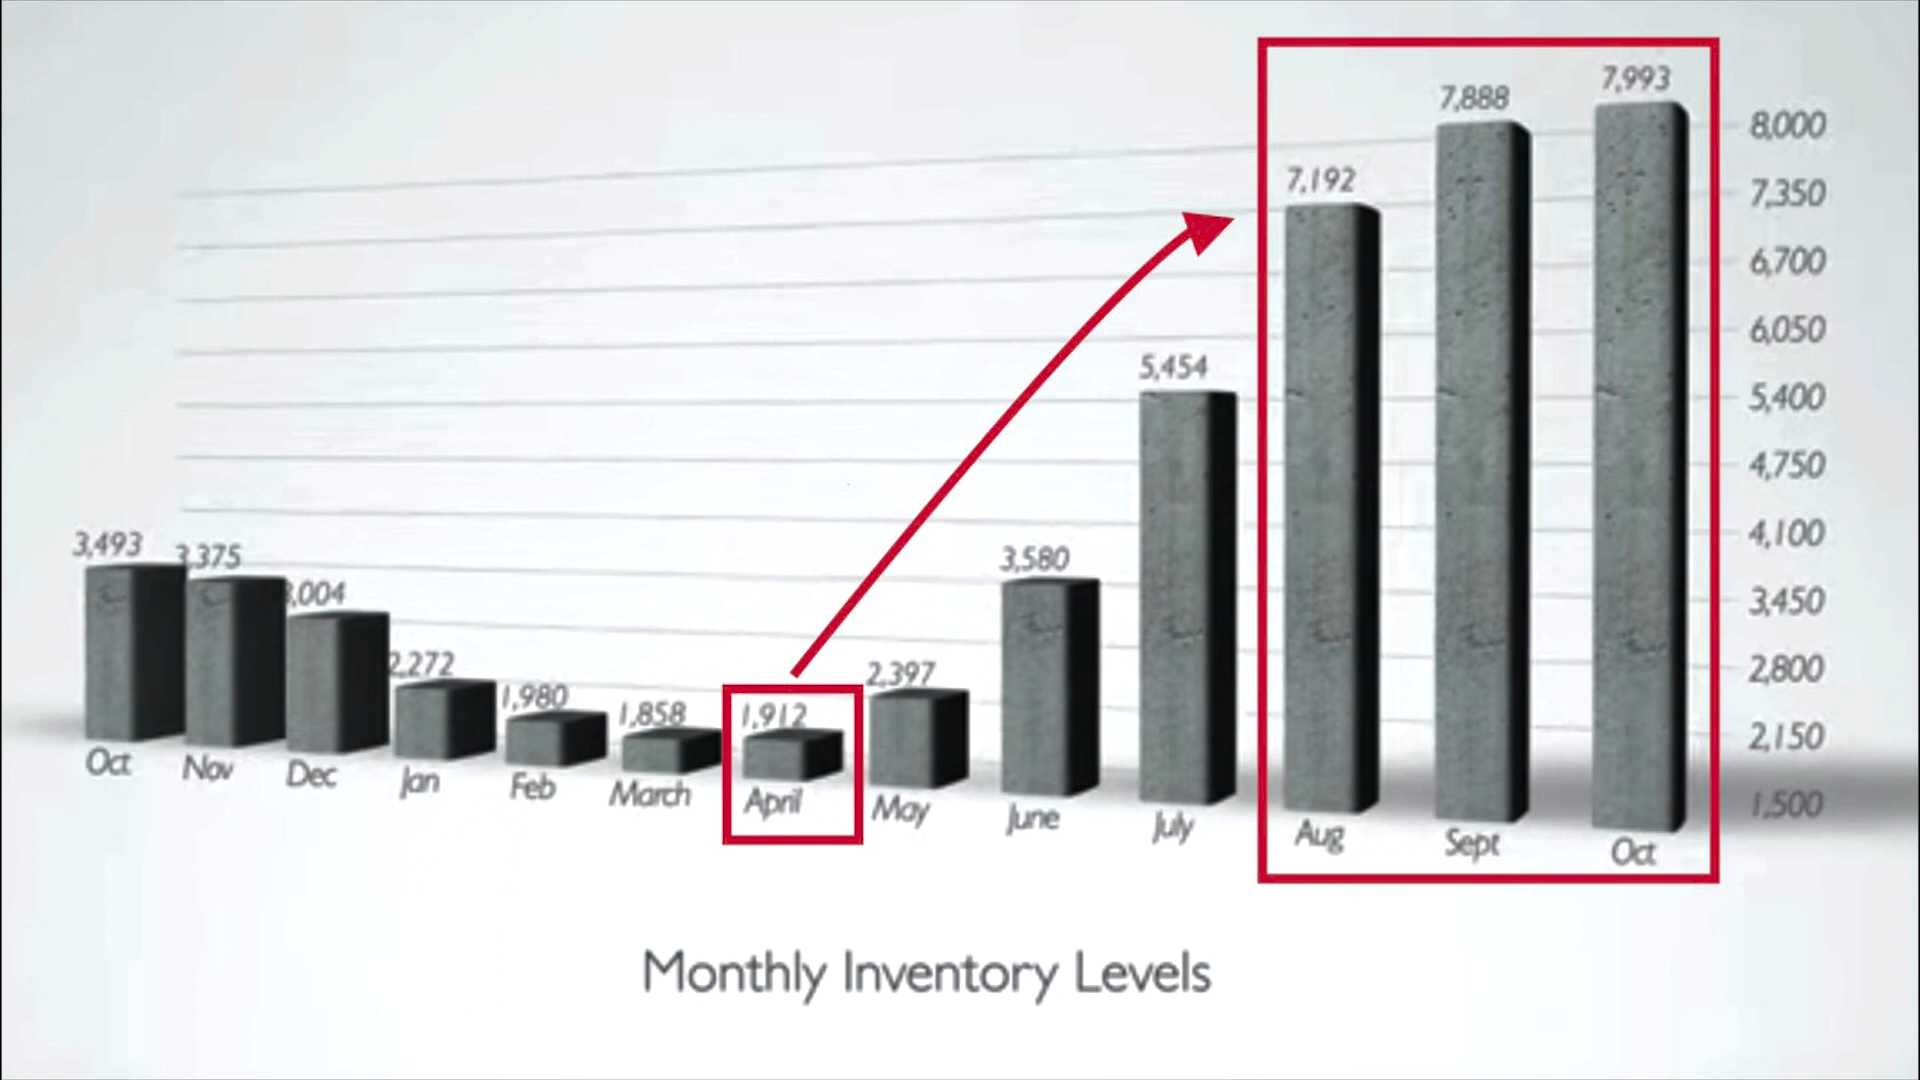 7,993
7,888
8,000
7,192
7,350
6,700
6,050
5,454
5,400
4,750
4,100
3,493
3,375
3,580
,004
3,450
2,272
2,397
2,800
1,980
1,858
1,912
2,150
1,500
Oct
Nov
Dec
Jan
Feb
March
April
May
June
July
Aug
Sept
Oct
Monthly Inventory Levels